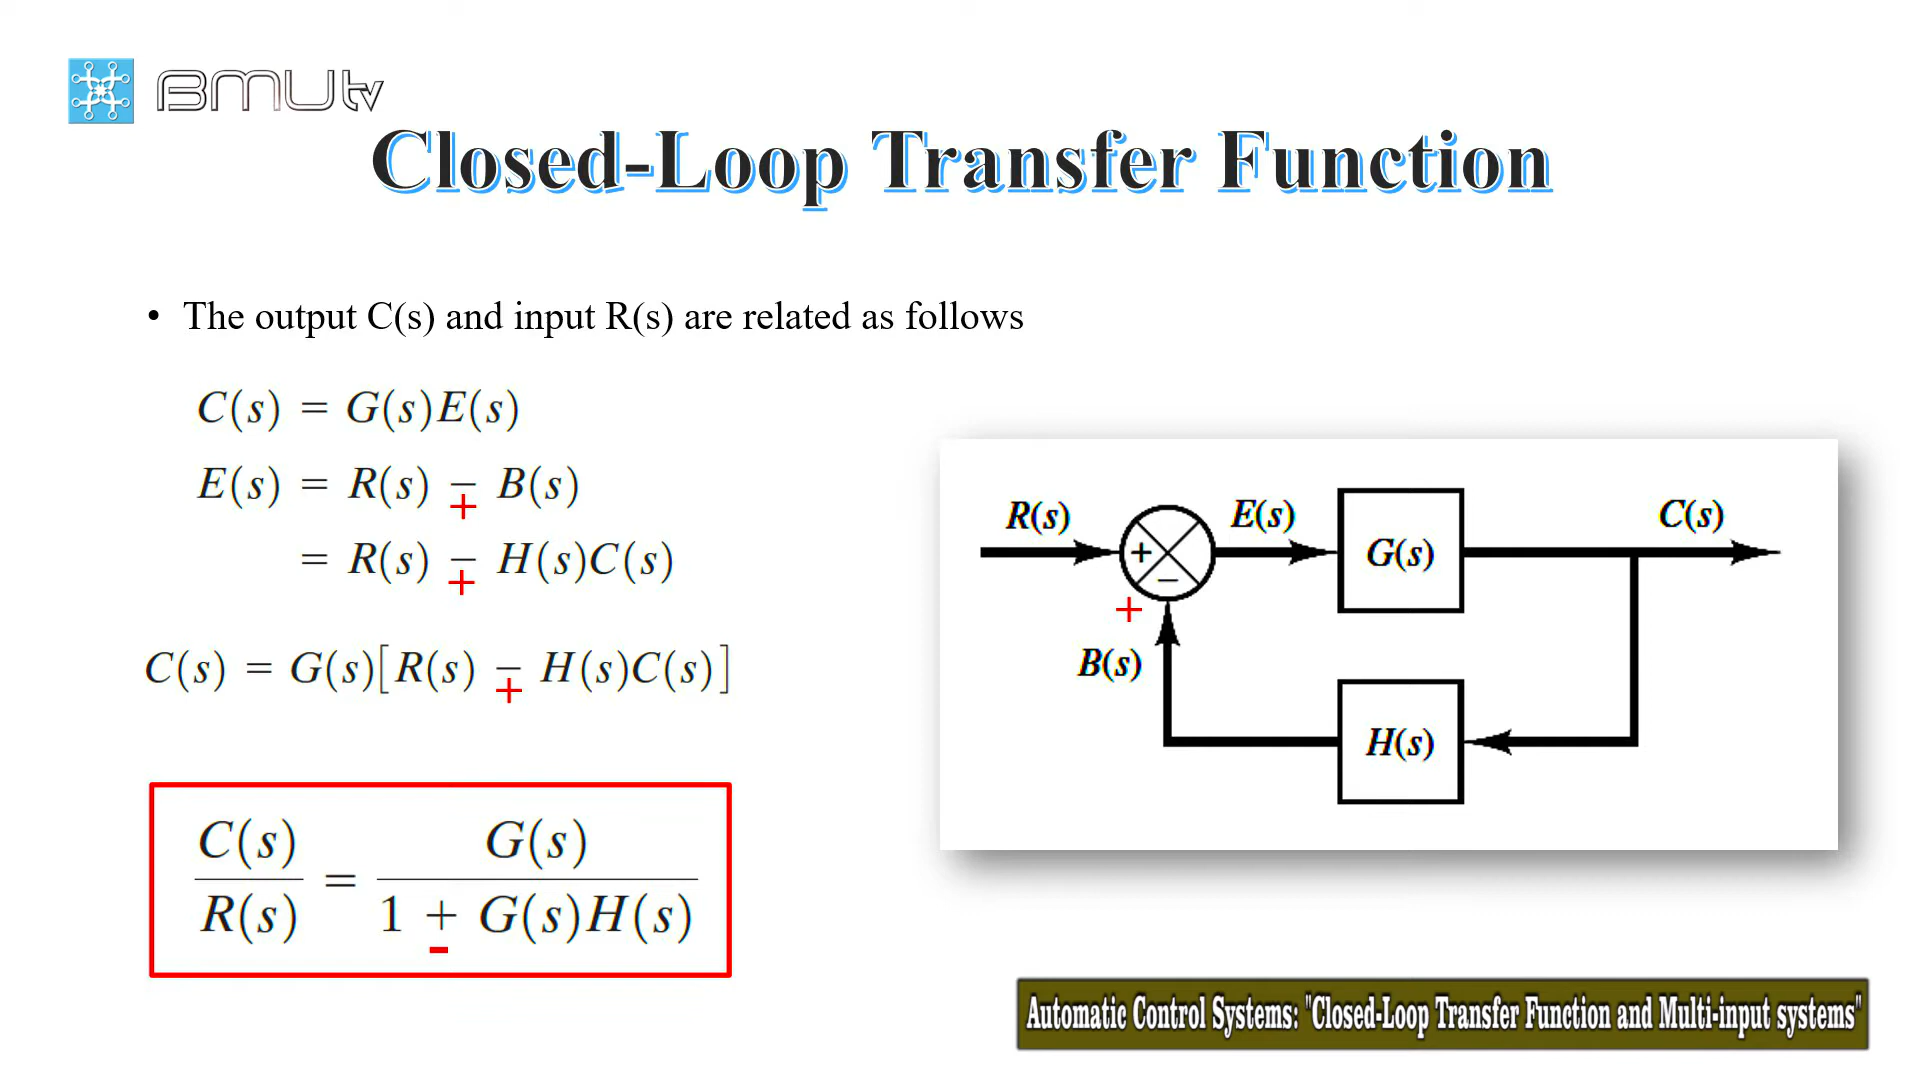 BMUtv
Closed-Loop Transfer Function
• The output C(s) and input R(s) are related as follows
C(s) = G(s)E(s)
E(s) = R(s) − B(s)
+
= R(s) − H(s)C(s)
+
C(s) = G(s)[R(s) − H(s)C(s)]
+
C(s)/R(s) = G(s)/(1 + G(s)H(s))
-
R(s)
E(s)
C(s)
+
G(s)
−
+
B(s)
H(s)
Automatic Control Systems: "Closed-Loop Transfer Function and Multi-input systems"